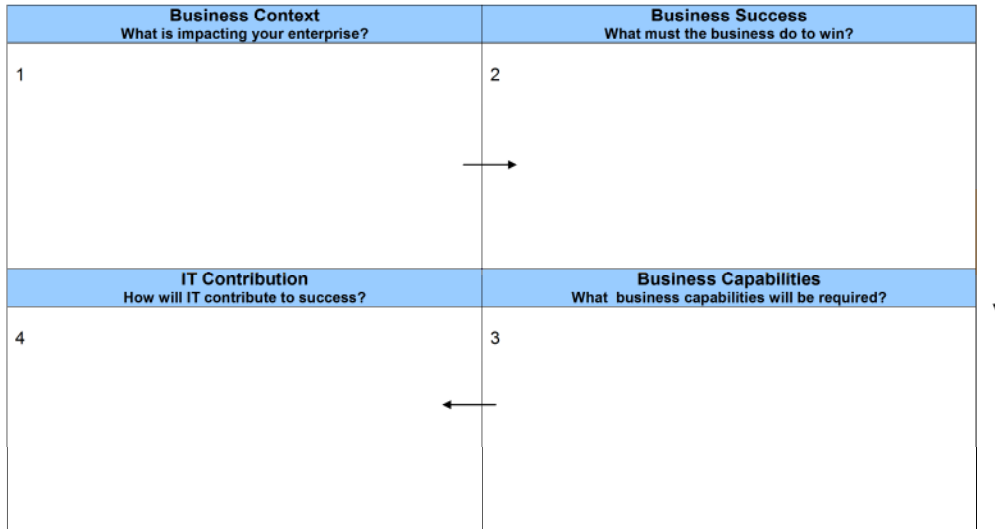 Business Context
What is impacting your enterprise?
Business Success
What must the business do to win?
1
2
IT Contribution
How will IT contribute to success?
Business Capabilities
What business capabilities will be required?
4
3